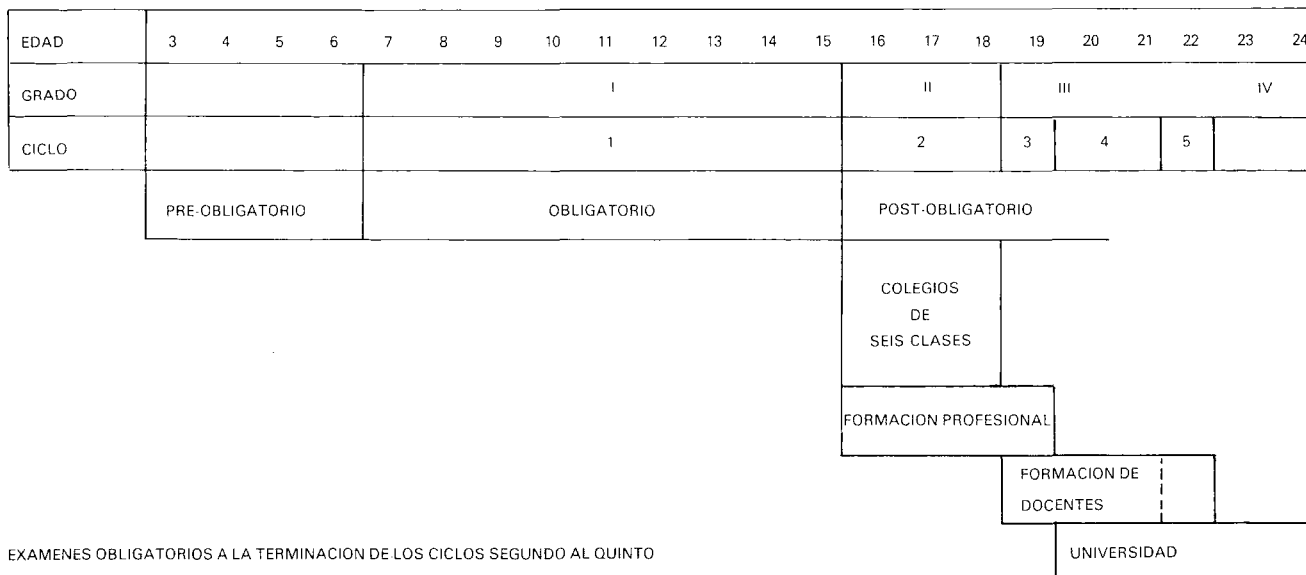 EDAD 3 4 5 6 7 8 9 10 11 12 13 14 15 16 17 18 19 20 21 22 23 24
GRADO I II III IV
CICLO 1 2 3 4 5
PRE-OBLIGATORIO OBLIGATORIO POST-OBLIGATORIO
COLEGIOS
DE
SEIS CLASES
FORMACION PROFESIONAL
FORMACION DE
DOCENTES
EXAMENES OBLIGATORIOS A LA TERMINACION DE LOS CICLOS SEGUNDO AL QUINTO
UNIVERSIDAD